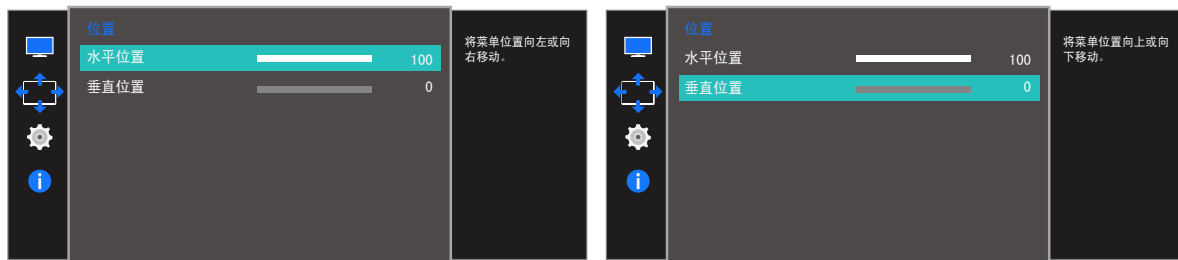 位置
水平位置 100
垂直位置 0
将菜单位置向左或向
右移动。
位置
水平位置 100
垂直位置 0
将菜单位置向上或向
下移动。